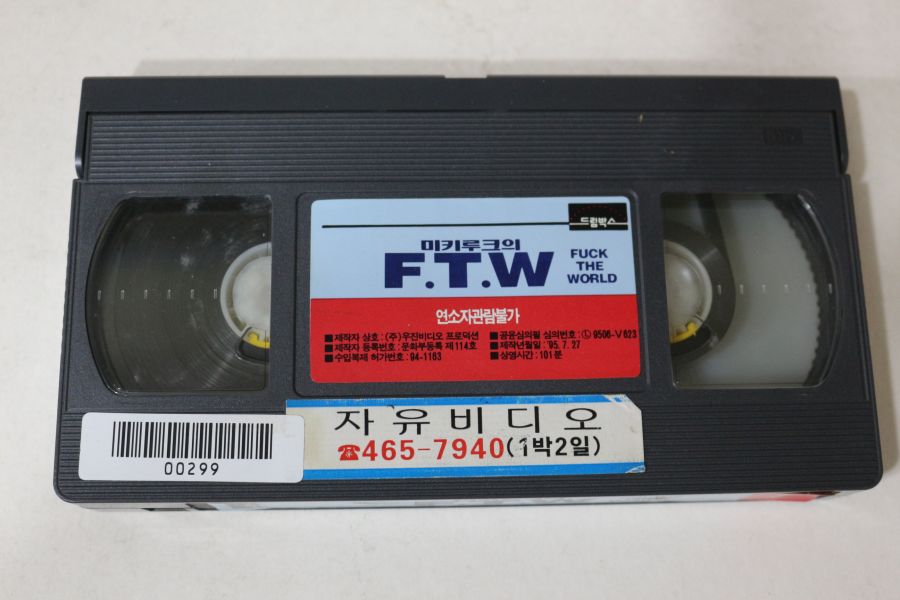 드림박스
미키루크의
F.T.W
FUCK
THE
WORLD
연소자관람불가
■제작자 상호 : (주)우진비디오 프로덕션
■제작자 등록번호 : 문화부등록 제114호
■수입복제 허가번호 : 94-1163
■공윤심의필 심의번호 : Ⓛ9506-V623
■제작년월일 : '95. 7. 27
■상영시간 : 101분
자유비디오
☎465-7940(1박2일)
00299